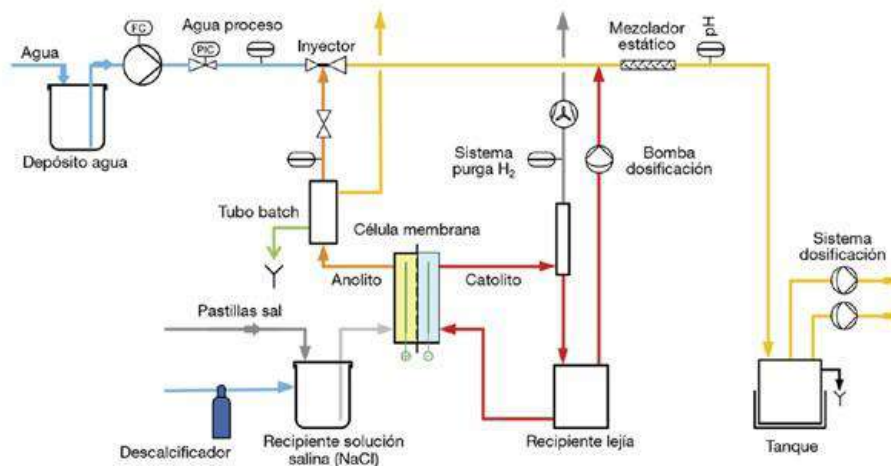 FC
Agua proceso
Mezclador
estático
pH
Agua
PIC
Inyector
Depósito agua
Sistema
purga H₂
Bomba
dosificación
Tubo batch
Célula membrana
Sistema
dosificación
Anolito
Catolito
Pastillas sal
Descalcificador
Recipiente solución
salina (NaCl)
Recipiente lejía
Tanque